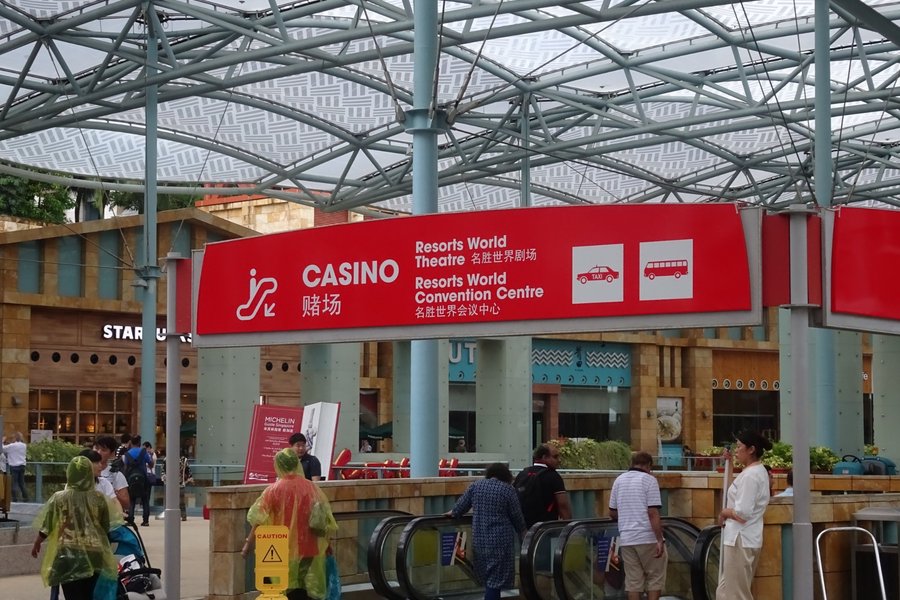 CASINO
赌场
Resorts World
Theatre 名胜世界剧场
Resorts World
Convention Centre
名胜世界会议中心
TAXI
STARBUCKS
UT
MICHELIN
CAUTION